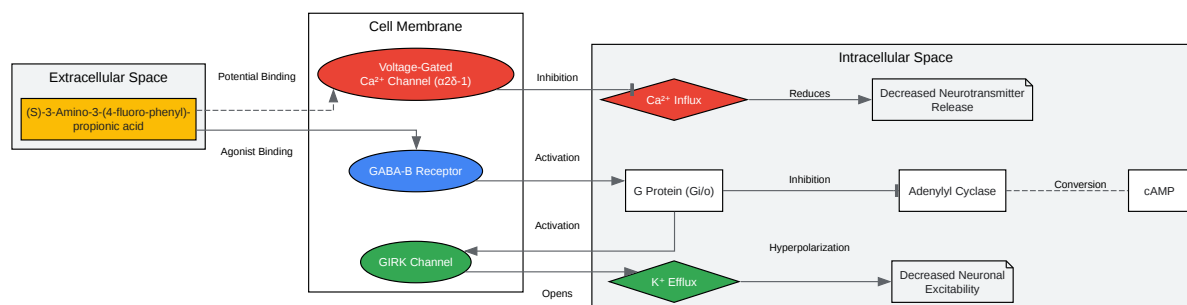 Cell Membrane
Extracellular Space
(S)-3-Amino-3-(4-fluoro-phenyl)-
propionic acid
Potential Binding
Agonist Binding
Voltage-Gated
Ca²⁺ Channel (α2δ-1)
GABA-B Receptor
GIRK Channel
Inhibition
Activation
Activation
Opens
Intracellular Space
Ca²⁺ Influx
Reduces
Decreased Neurotransmitter
Release
G Protein (Gi/o)
Inhibition
Adenylyl Cyclase
Conversion
cAMP
Hyperpolarization
K⁺ Efflux
Decreased Neuronal
Excitability